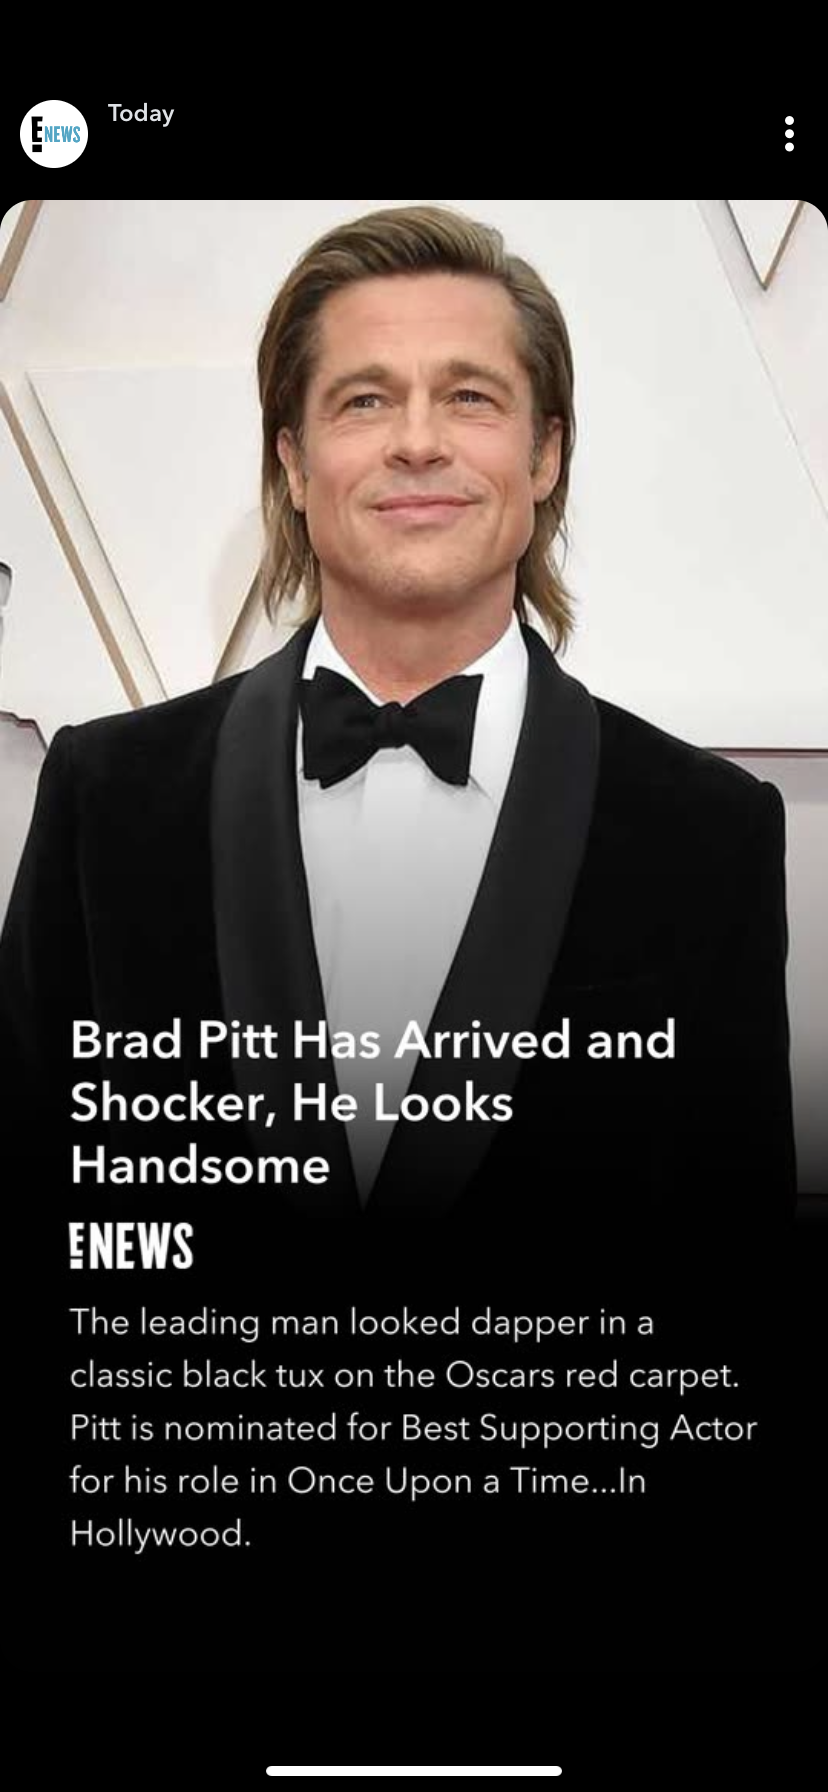 E NEWS
Today
Brad Pitt Has Arrived and
Shocker, He Looks
Handsome
E NEWS
The leading man looked dapper in a
classic black tux on the Oscars red carpet.
Pitt is nominated for Best Supporting Actor
for his role in Once Upon a Time...In
Hollywood.